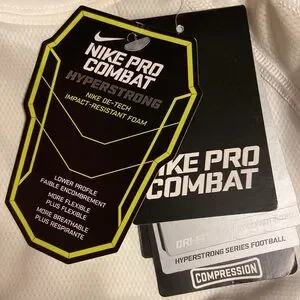 NIKE PRO
COMBAT
HYPERSTRONG
NIKE DE-TECH
IMPACT-RESISTANT FOAM
LOWER PROFILE
FAIBLE ENCOMBREMENT
MORE FLEXIBLE
PLUS FLEXIBLE
MORE BREATHABLE
PLUS RESPIRANTE
NIKE PRO
COMBAT
HYPERSTRONG SERIES FOOTBALL
COMPRESSION